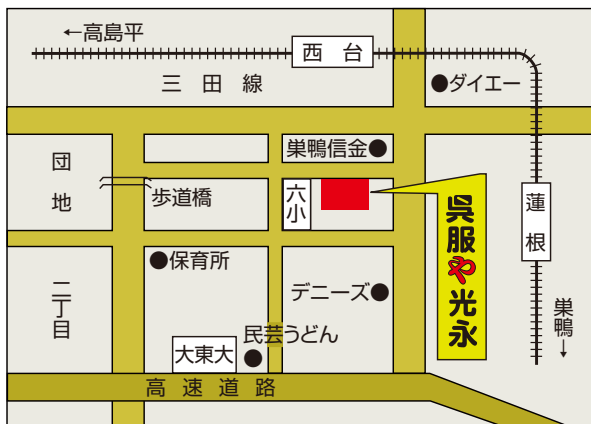 ←高島平
西台
三田線
●ダイエー
巣鴨信金●
団地
歩道橋
六小
呉服や光永
蓮根
●保育所
二丁目
デニーズ●
巣鴨→
民芸うどん
大東大
高速道路